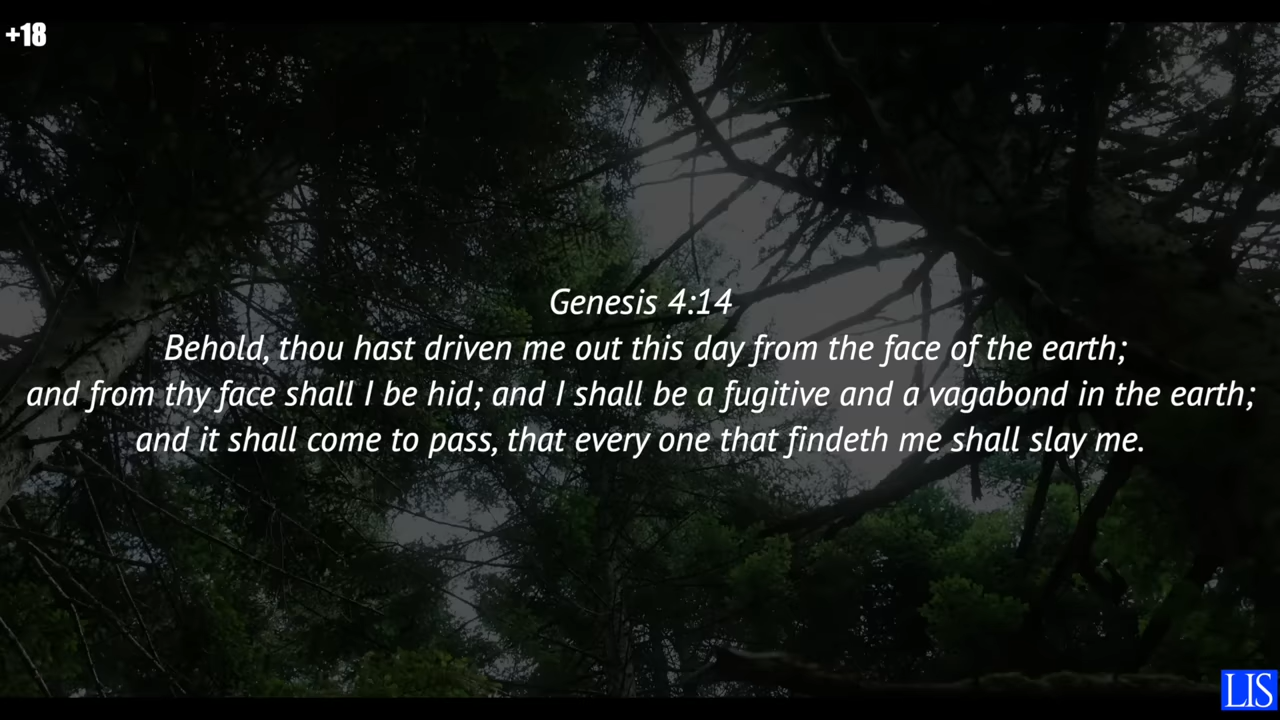 +18
Genesis 4:14
Behold, thou hast driven me out this day from the face of the earth;
and from thy face shall I be hid; and I shall be a fugitive and a vagabond in the earth;
and it shall come to pass, that every one that findeth me shall slay me.
LIS